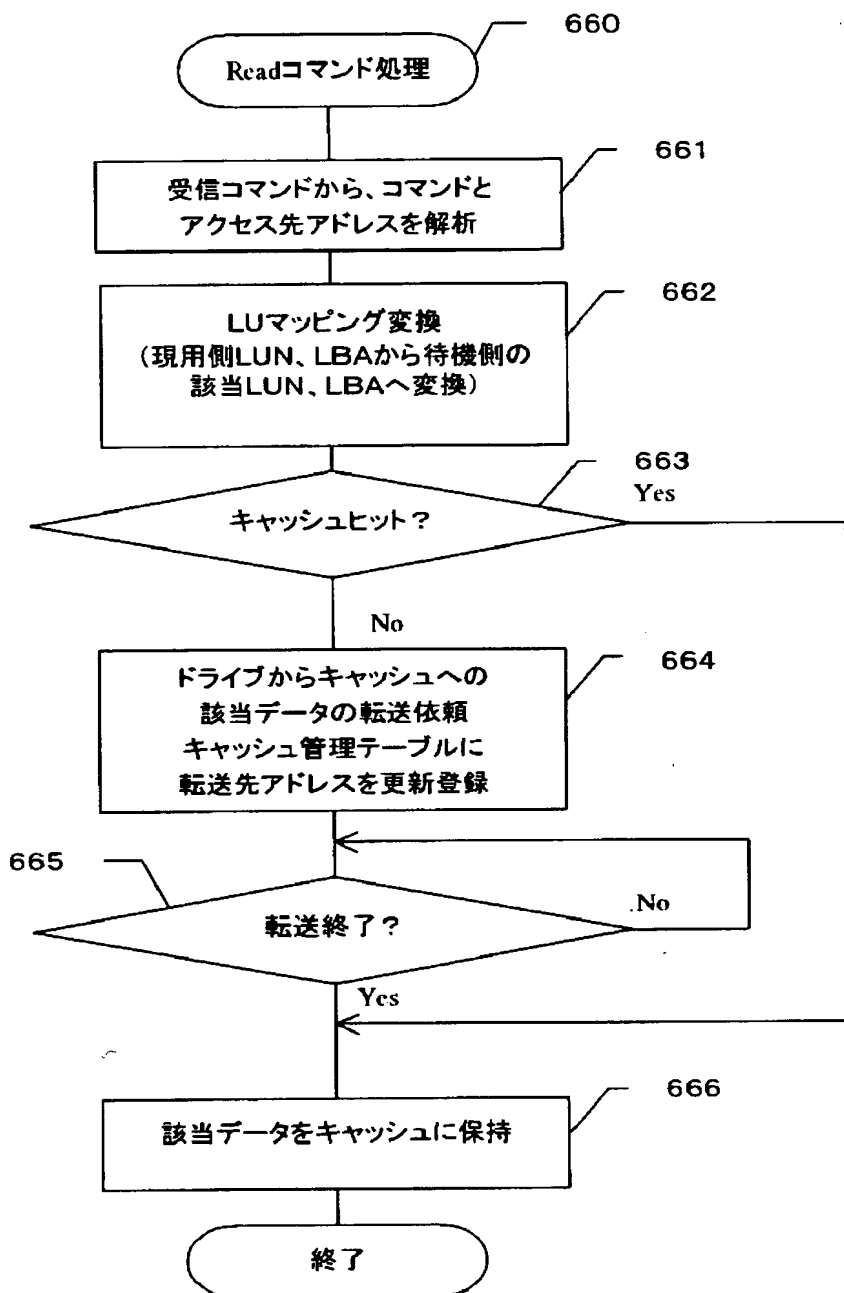 660
Readコマンド処理
661
受信コマンドから、コマンドと
アクセス先アドレスを解析
662
LUマッピング変換
(現用側LUN、LBAから待機側の
該当LUN、LBAへ変換)
663
Yes
キャッシュヒット?
No
664
ドライブからキャッシュへの
該当データの転送依頼
キャッシュ管理テーブルに
転送先アドレスを更新登録
665
No
転送終了?
Yes
666
該当データをキャッシュに保持
終了